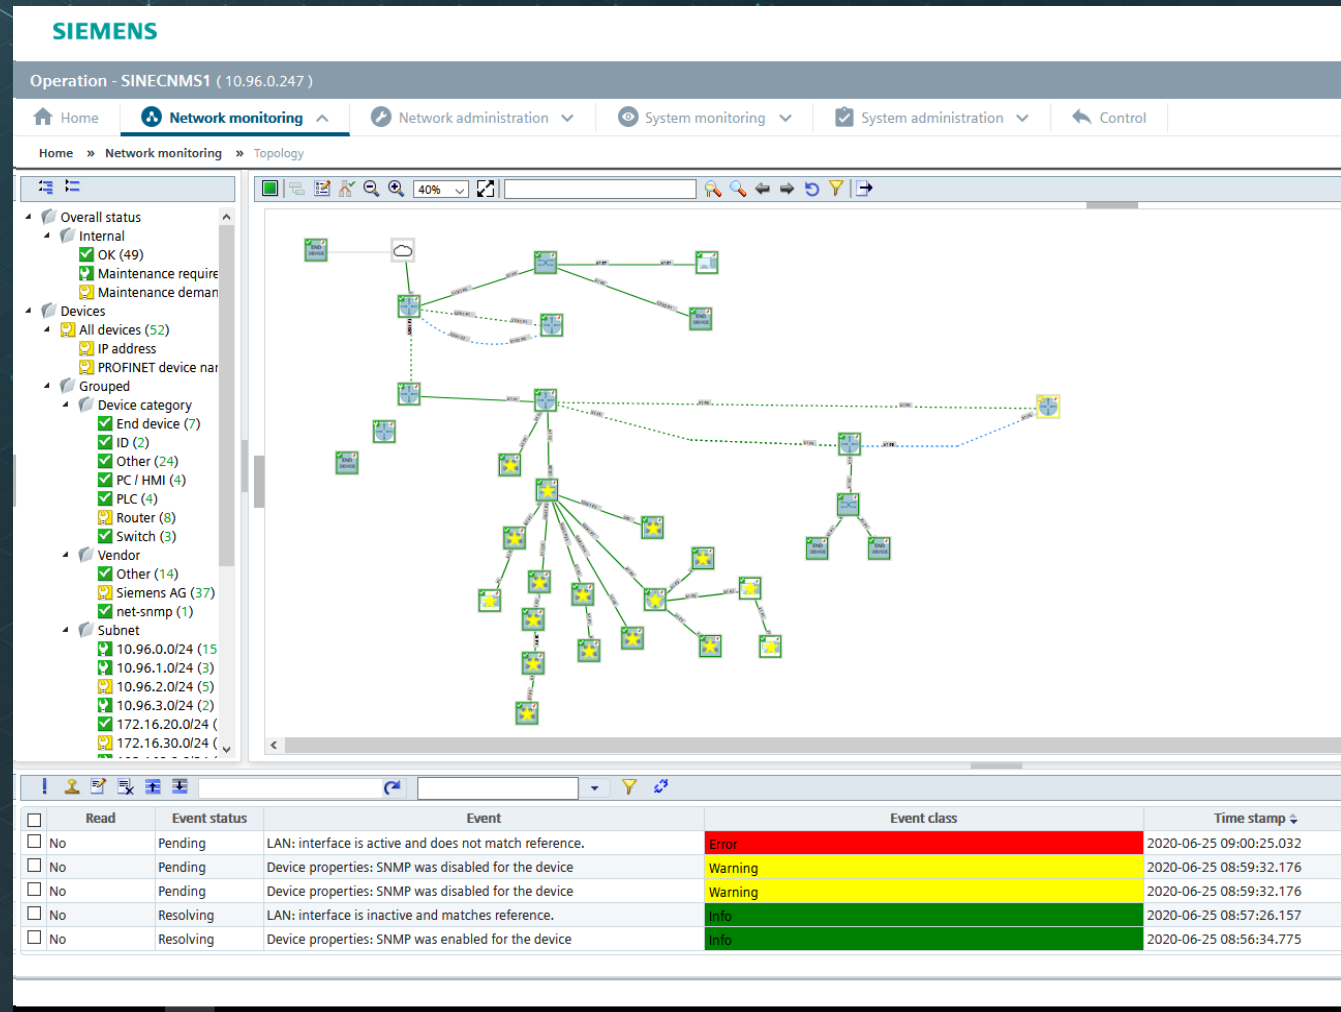 SIEMENS
Operation - SINECNMS1 ( 10.96.0.247 )
Home
Network monitoring
Network administration
System monitoring
System administration
Control
Home » Network monitoring » Topology
40%
Overall status
Internal
OK (49)
Maintenance require
Maintenance deman
Devices
All devices (52)
IP address
PROFINET device nar
Grouped
Device category
End device (7)
ID (2)
Other (24)
PC / HMI (4)
PLC (4)
Router (8)
Switch (3)
Vendor
Other (14)
Siemens AG (37)
net-snmp (1)
Subnet
10.96.0.0/24 (15
10.96.1.0/24 (3)
10.96.2.0/24 (5)
10.96.3.0/24 (2)
172.16.20.0/24 (
172.16.30.0/24 (
END DEVICE
END DEVICE
END DEVICE
END DEVICE
END DEVICE
Read Event status Event Event class Time stamp
No Pending LAN: interface is active and does not match reference. Error 2020-06-25 09:00:25.032
No Pending Device properties: SNMP was disabled for the device Warning 2020-06-25 08:59:32.176
No Pending Device properties: SNMP was disabled for the device Warning 2020-06-25 08:59:32.176
No Resolving LAN: interface is inactive and matches reference. Info 2020-06-25 08:57:26.157
No Resolving Device properties: SNMP was enabled for the device Info 2020-06-25 08:56:34.775